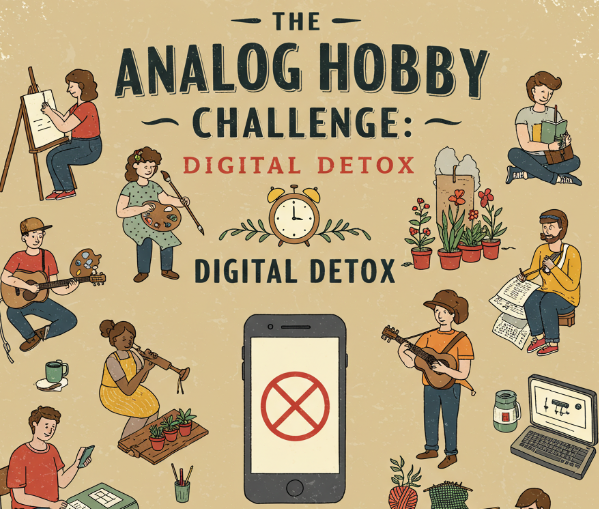 THE
ANALOG HOBBY
CHALLENGE:
DIGITAL DETOX
DIGITAL DETOX